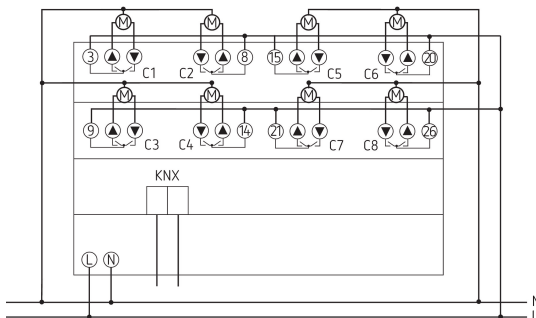 M M M M
3 8 15 20
C1 C2 C5 C6
M M M M
9 14 21 26
C3 C4 C7 C8
KNX
L N
N
L